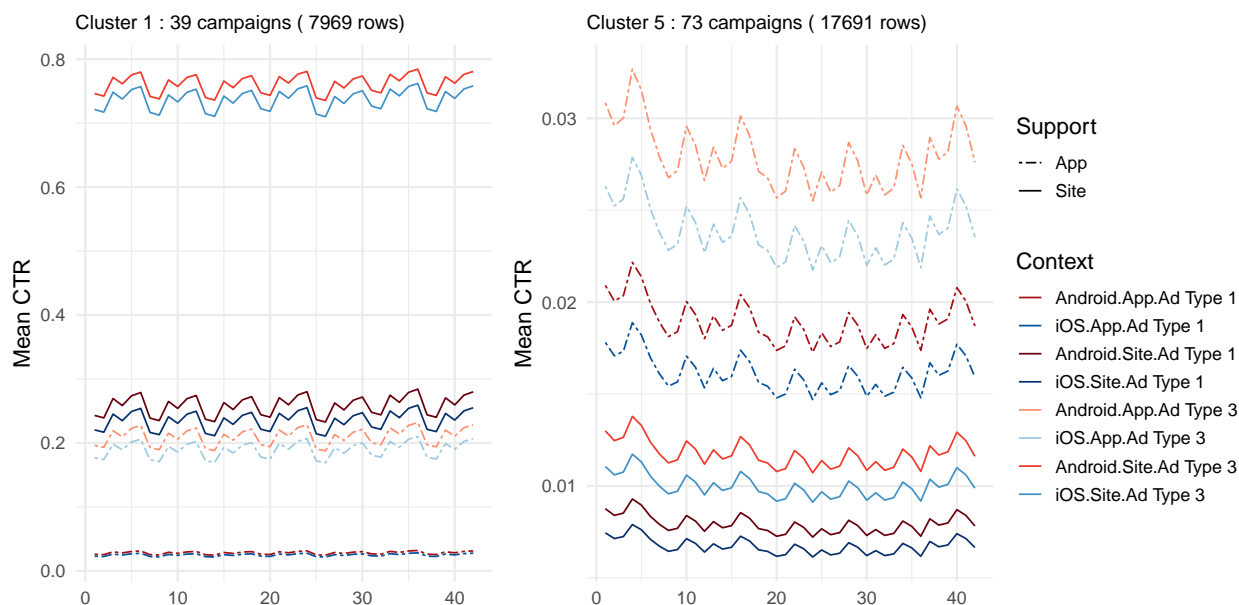 Cluster 1 : 39 campaigns ( 7969 rows)
Mean CTR
0.8
0.6
0.4
0.2
0.0
0
10
20
30
40
Cluster 5 : 73 campaigns ( 17691 rows)
Mean CTR
0.03
0.02
0.01
0
10
20
30
40
Support
App
Site
Context
Android.App.Ad Type 1
iOS.App.Ad Type 1
Android.Site.Ad Type 1
iOS.Site.Ad Type 1
Android.App.Ad Type 3
iOS.App.Ad Type 3
Android.Site.Ad Type 3
iOS.Site.Ad Type 3